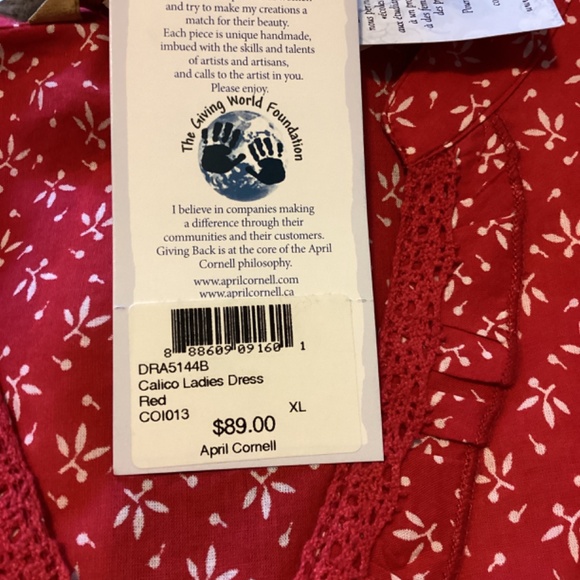 and try to make my creations a
match for their beauty.
Each piece is unique handmade,
imbued with the skills and talents
of artists and artisans,
and calls to the artist in you.
Please enjoy.
The Giving World Foundation
I believe in companies making
a difference through their
communities and their customers.
Giving Back is at the core of the April
Cornell philosophy.
www.aprilcornell.com
www.aprilcornell.ca
8 88609 09160 1
DRA5144B
Calico Ladies Dress
Red
COI013
XL
$89.00
April Cornell